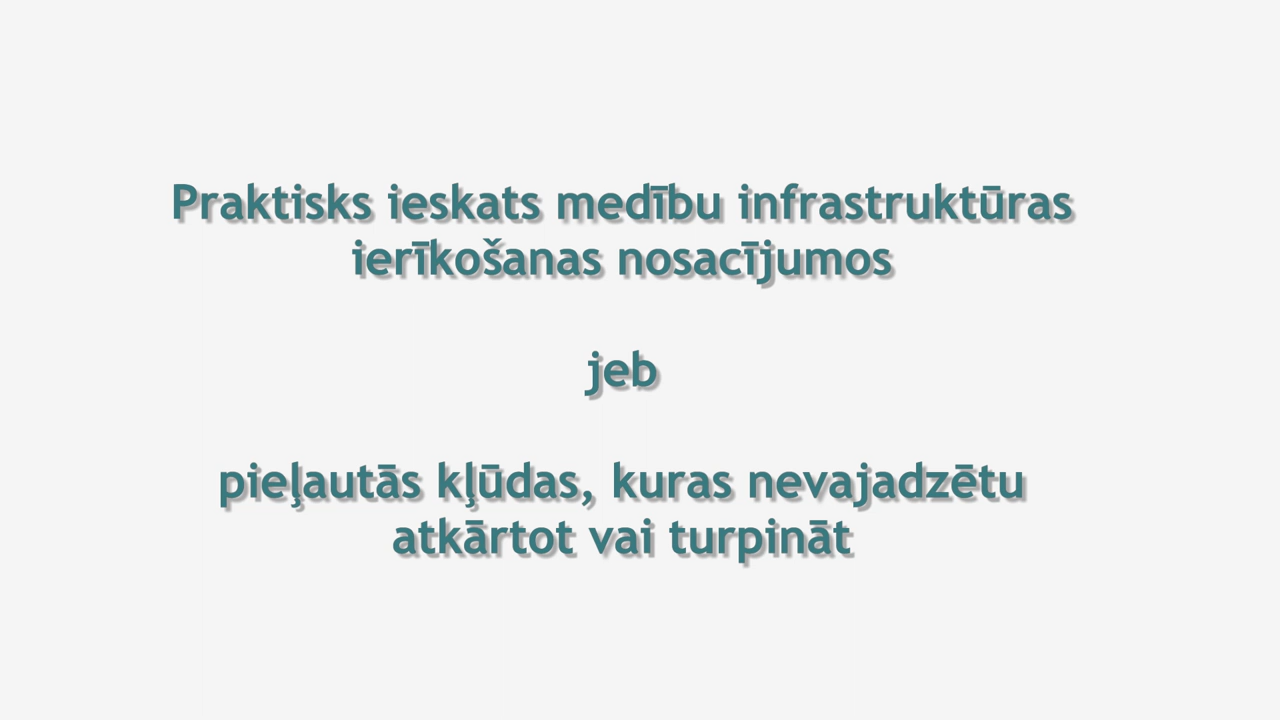 Praktisks ieskats medību infrastruktūras
ierīkošanas nosacījumos
jeb
pieļautās kļūdas, kuras nevajadzētu
atkārtot vai turpināt